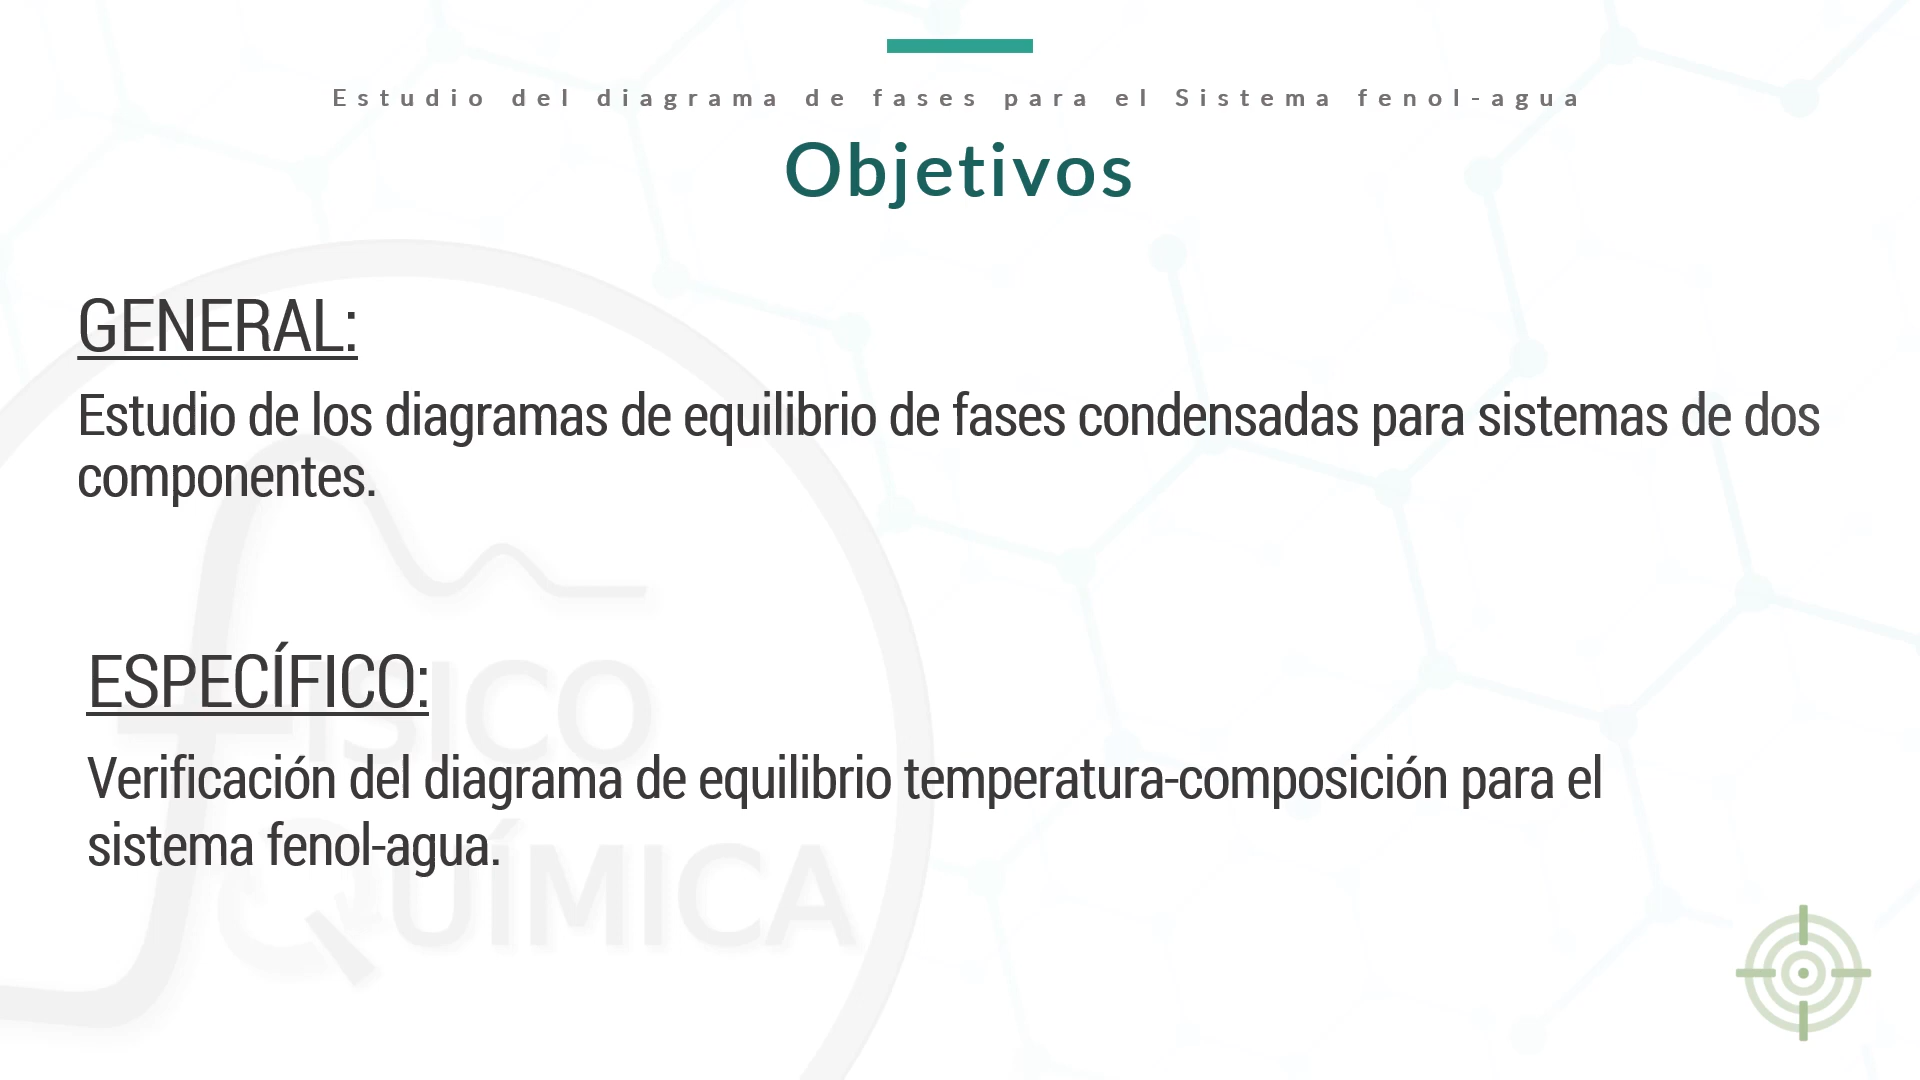 Estudio del diagrama de fases para el Sistema fenol-agua
Objetivos
GENERAL:
Estudio de los diagramas de equilibrio de fases condensadas para sistemas de dos
componentes.
ESPECÍFICO:
Verificación del diagrama de equilibrio temperatura-composición para el
sistema fenol-agua.
fISICO
QUÍMICA